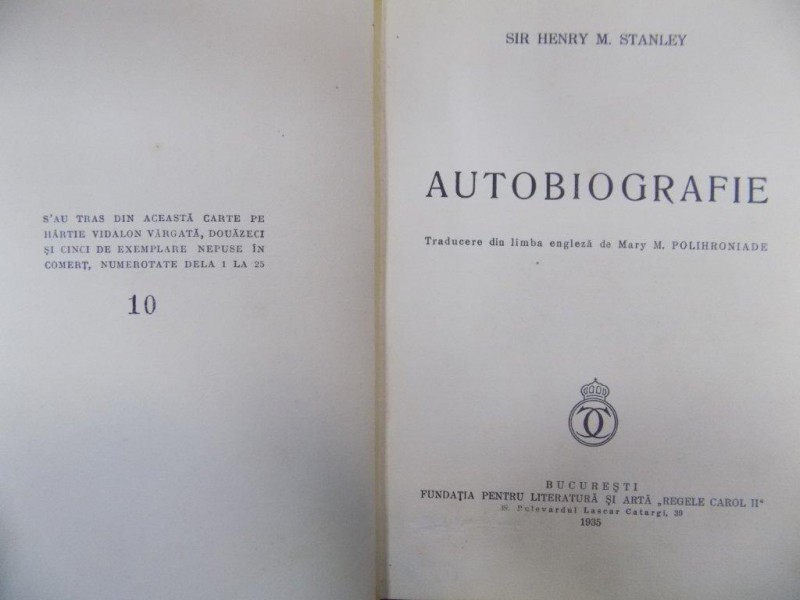 S'AU TRAS DIN ACEASTĂ CARTE PE
HÂRTIE VIDALON VÂRGATĂ, DOUĂZECI
ŞI CINCI DE EXEMPLARE NEPUSE ÎN
COMERŢ, NUMEROTATE DELA 1 LA 25
10
SIR HENRY M. STANLEY
AUTOBIOGRAFIE
Traducere din limba engleză de Mary M. POLIHRONIADE
BUCUREŞTI
FUNDAŢIA PENTRU LITERATURĂ ŞI ARTĂ „REGELE CAROL II“
39 Bulevardul Lascar Catargi, 39
1935